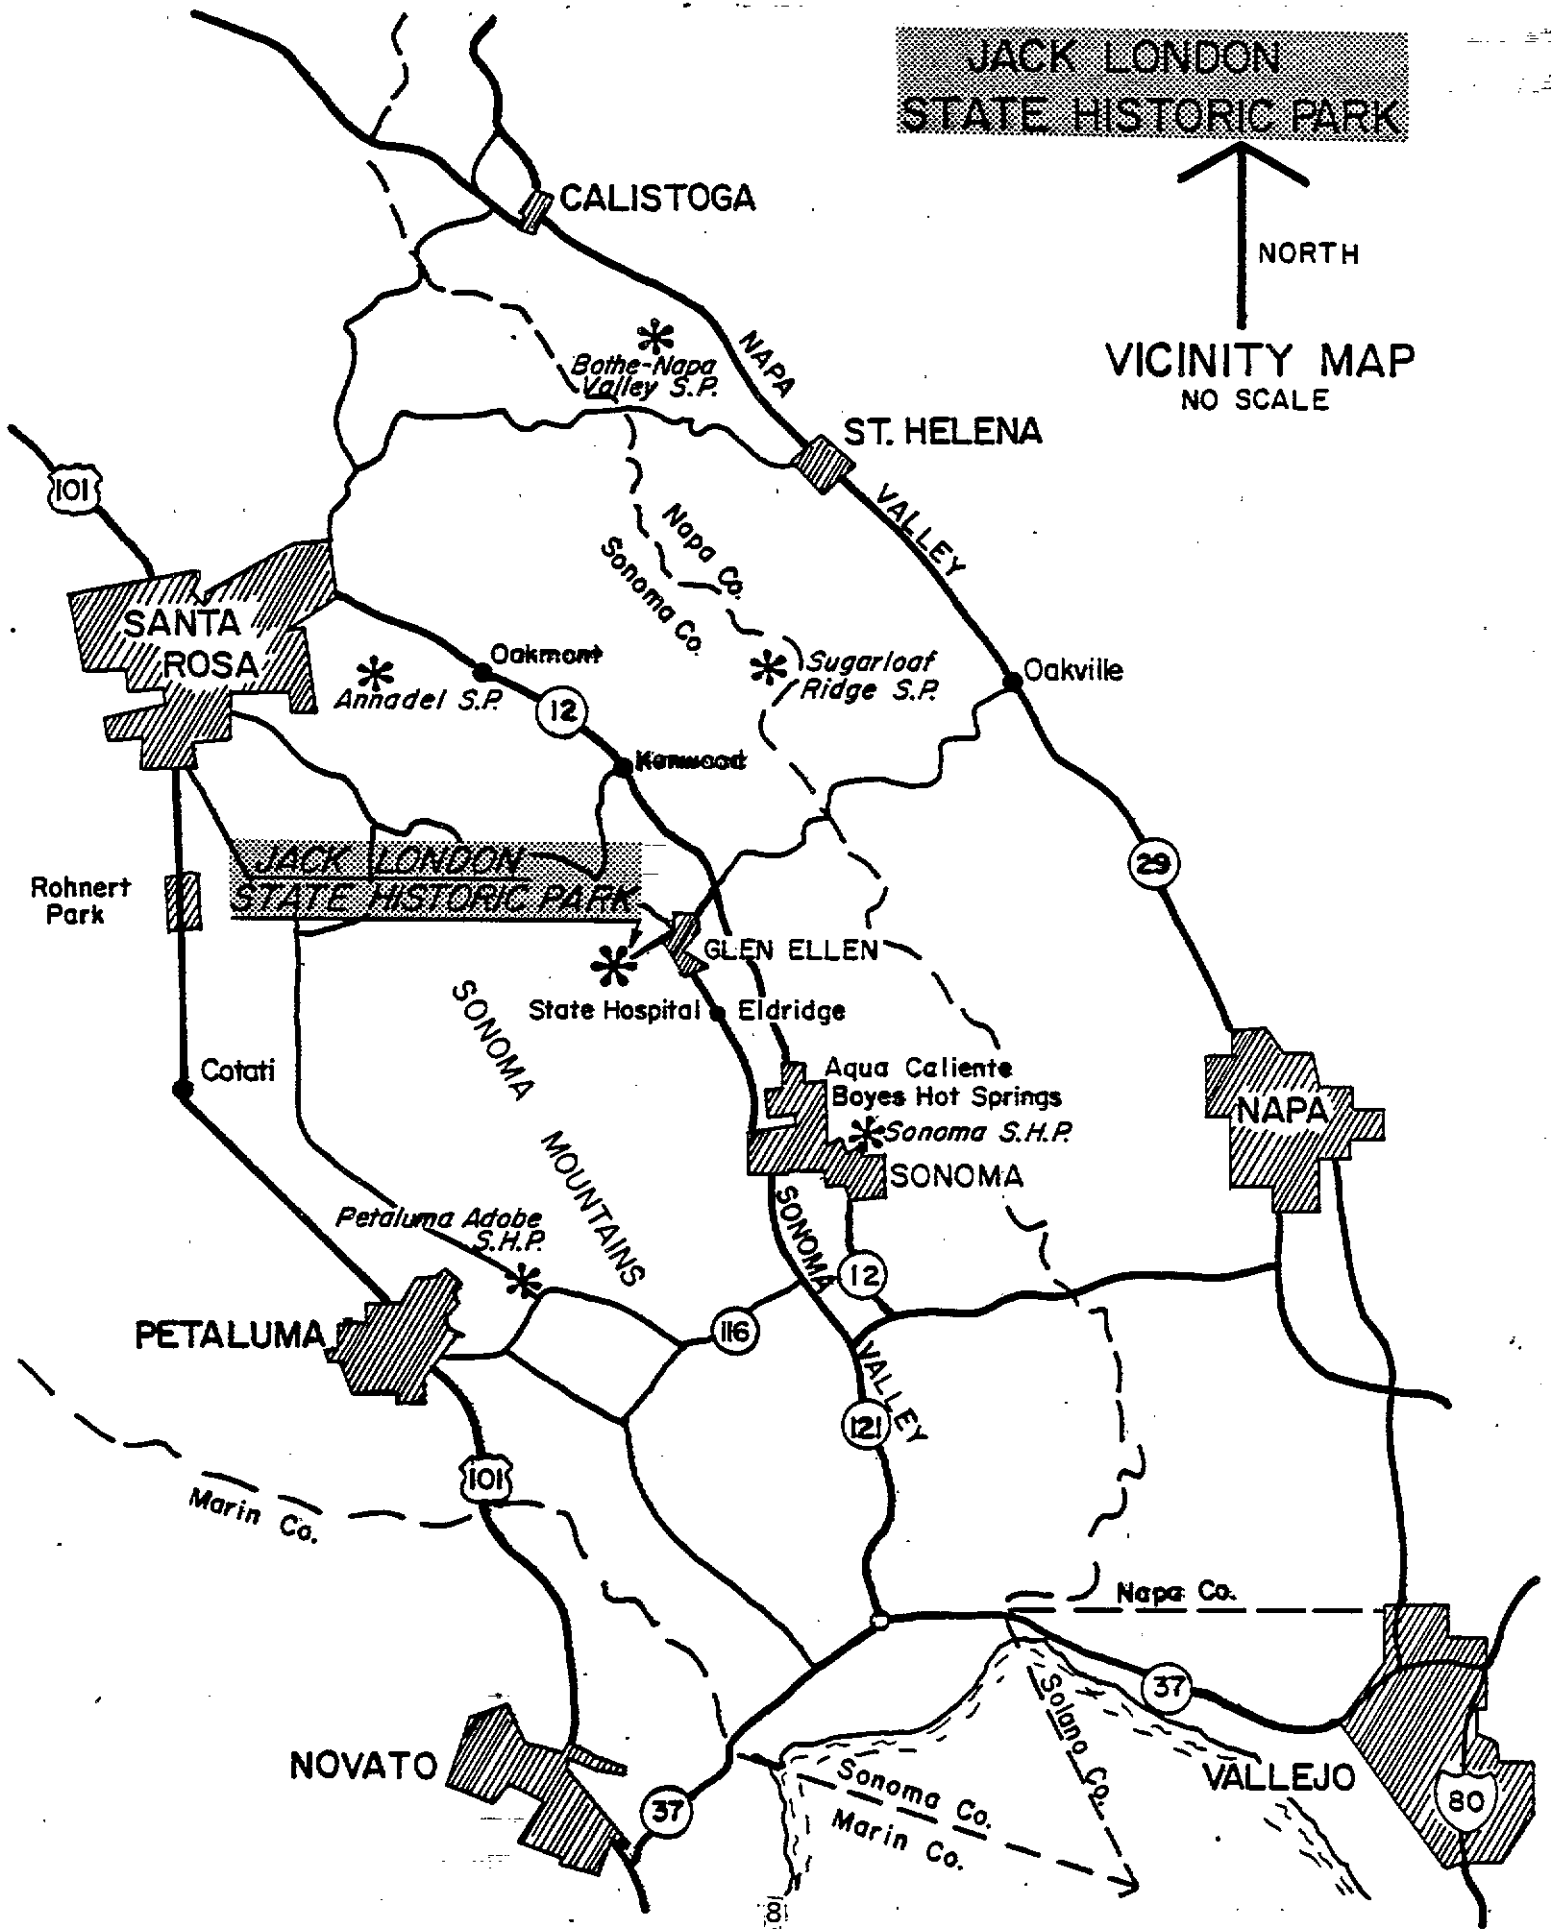 JACK LONDON
STATE HISTORIC PARK
NORTH
VICINITY MAP
NO SCALE
CALISTOGA
Bothe-Napa
Valley S.P.
NAPA
ST. HELENA
VALLEY
101
Napa Co.
Sonoma Co.
SANTA
ROSA
Oakmont
Annadel S.P.
12
Sugarloaf
Ridge S.P.
Oakville
Kenwood
29
JACK LONDON
STATE HISTORIC PARK
Rohnert
Park
GLEN ELLEN
State Hospital
Eldridge
SONOMA
MOUNTAINS
Cotati
Aqua Caliente
Boyes Hot Springs
Sonoma S.H.P.
SONOMA
NAPA
Petaluma Adobe
S.H.P.
SONOMA
VALLEY
12
116
PETALUMA
121
101
Marin Co.
Napa Co.
37
Solano Co.
NOVATO
37
Sonoma Co.
Marin Co.
VALLEJO
80
8